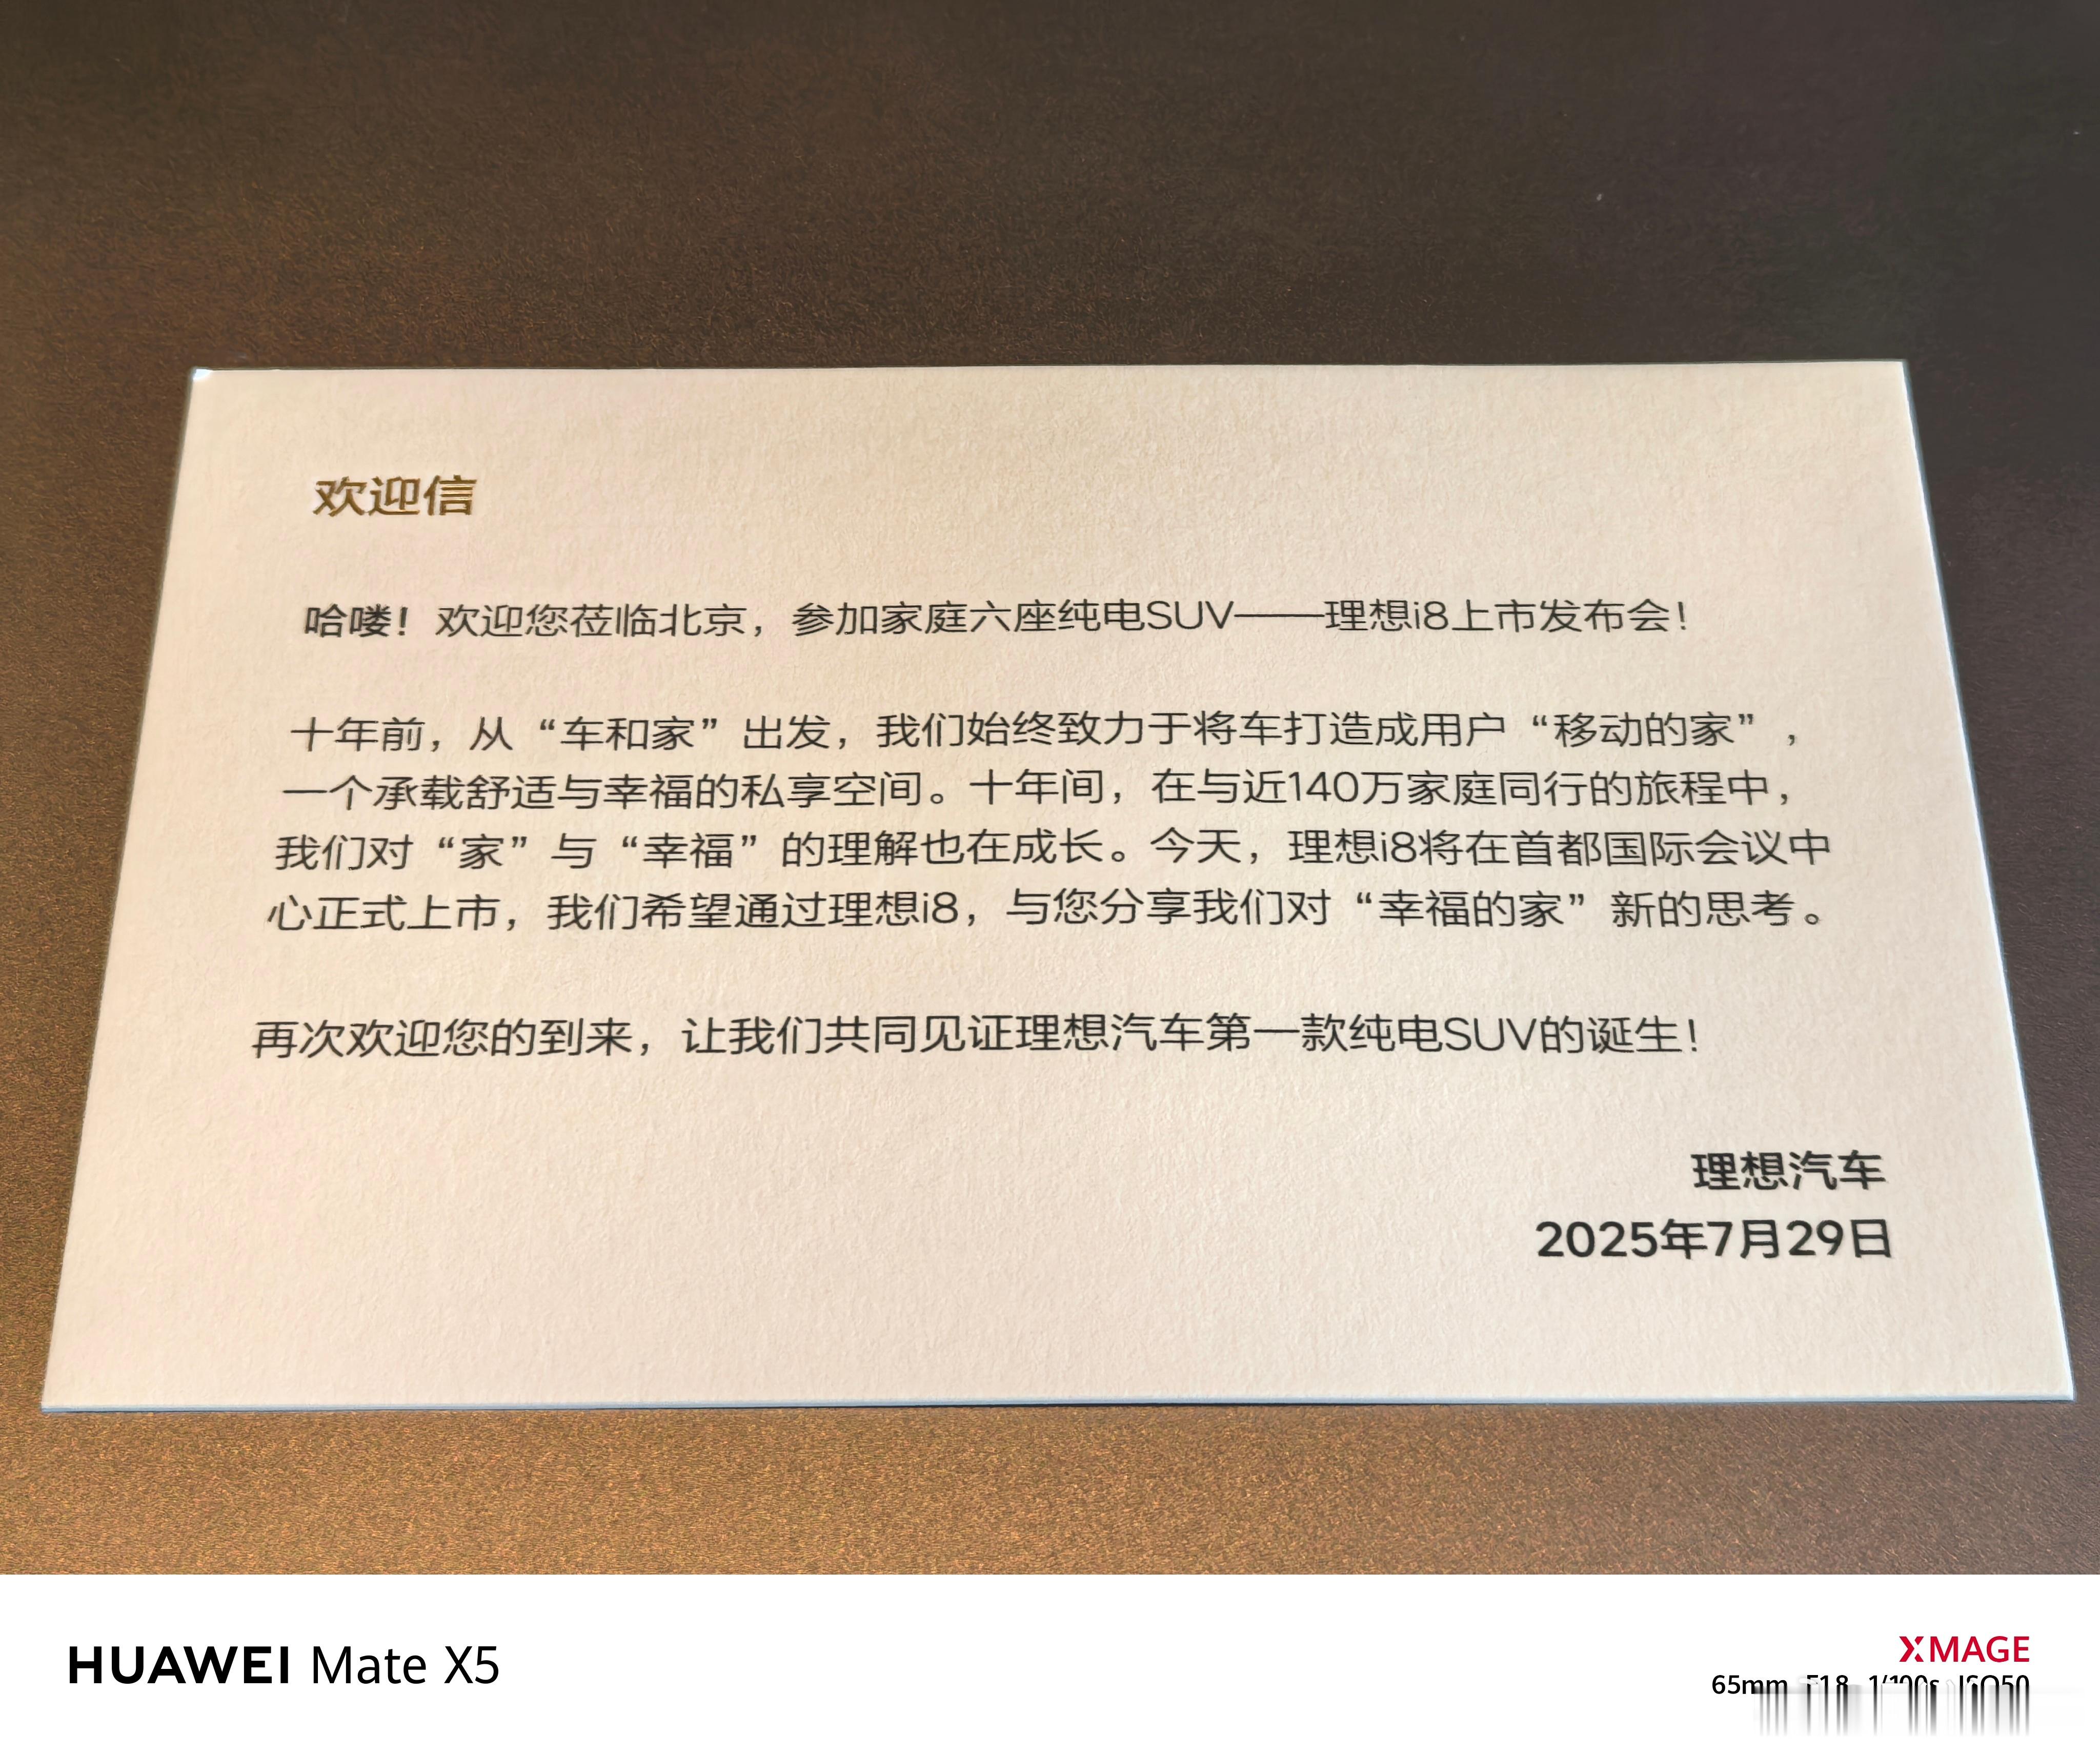 欢迎信
哈喽！欢迎您莅临北京，参加家庭六座纯电SUV——理想i8上市发布会！
十年前，从“车和家”出发，我们始终致力于将车打造成用户“移动的家”，
一个承载舒适与幸福的私享空间。十年间，在与近140万家庭同行的旅程中，
我们对“家”与“幸福”的理解也在成长。今天，理想i8将在首都国际会议中
心正式上市，我们希望通过理想i8，与您分享我们对“幸福的家”新的思考。
再次欢迎您的到来，让我们共同见证理想汽车第一款纯电SUV的诞生！
理想汽车
2025年7月29日
HUAWEI Mate X5
XMAGE
65mm 1/100s ISO50